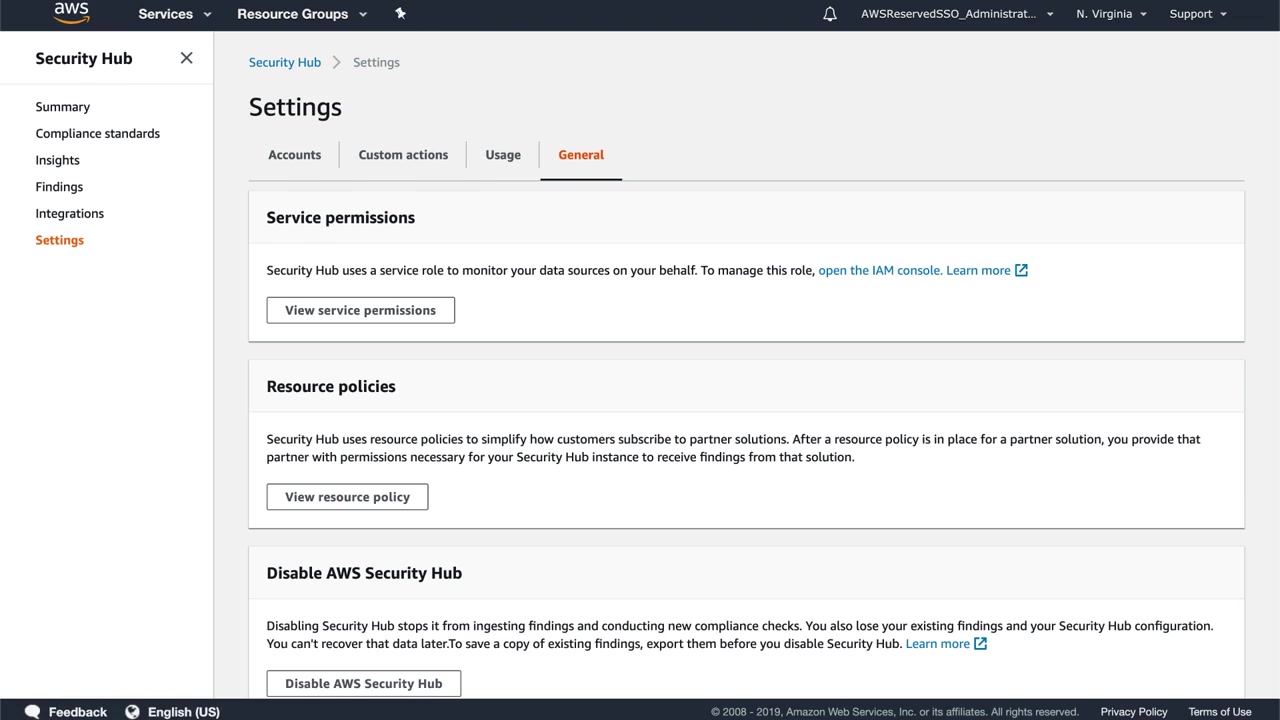 aws
Services
Resource Groups
AWSReservedSSO_Administrat...
N. Virginia
Support
Security Hub
Summary
Compliance standards
Insights
Findings
Integrations
Settings
Security Hub
Settings
Settings
Accounts
Custom actions
Usage
General
Service permissions
Security Hub uses a service role to monitor your data sources on your behalf. To manage this role, open the IAM console. Learn more
View service permissions
Resource policies
Security Hub uses resource policies to simplify how customers subscribe to partner solutions. After a resource policy is in place for a partner solution, you provide that
partner with permissions necessary for your Security Hub instance to receive findings from that solution.
View resource policy
Disable AWS Security Hub
Disabling Security Hub stops it from ingesting findings and conducting new compliance checks. You also lose your existing findings and your Security Hub configuration.
You can't recover that data later.To save a copy of existing findings, export them before you disable Security Hub. Learn more
Disable AWS Security Hub
Feedback
English (US)
© 2008 - 2019, Amazon Web Services, Inc. or its affiliates. All rights reserved.
Privacy Policy
Terms of Use